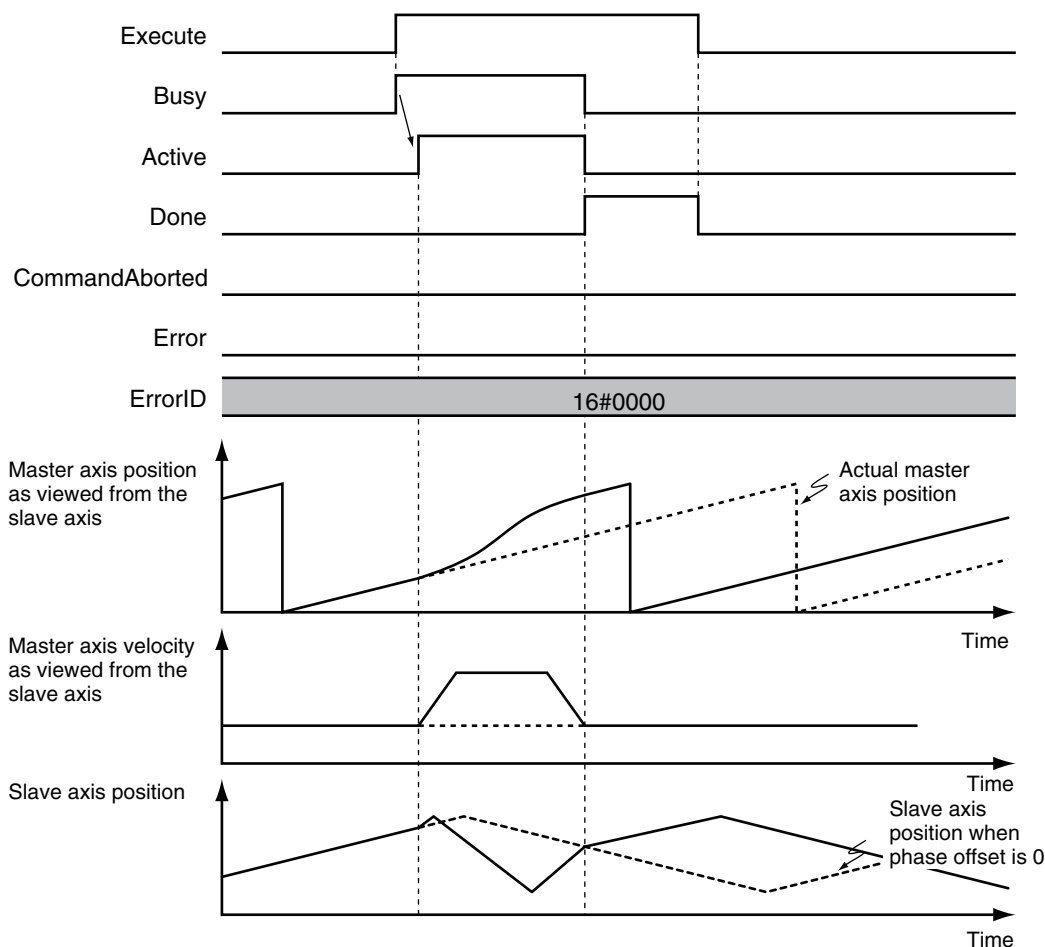 Execute
Busy
Active
Done
CommandAborted
Error
ErrorID
16#0000
Master axis position
as viewed from the
slave axis
Actual master
axis position
Time
Master axis velocity
as viewed from the
slave axis
Time
Slave axis position
Slave axis
position when
phase offset is 0
Time